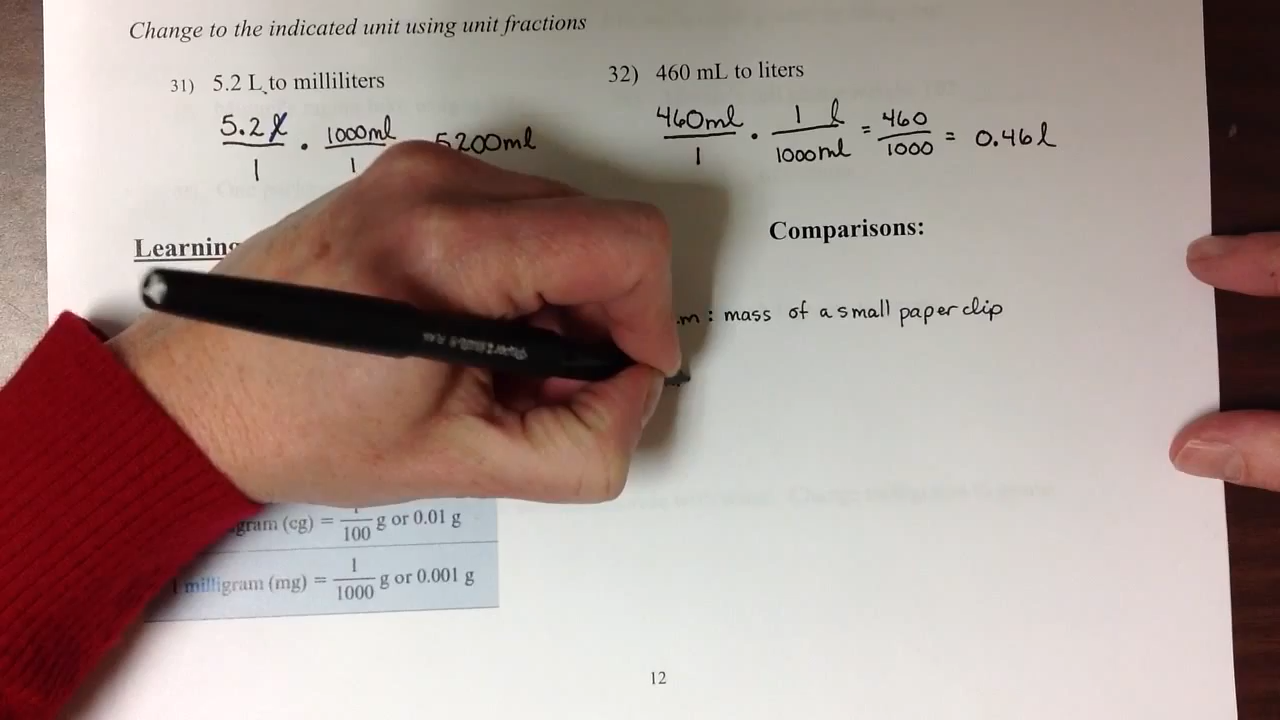 Change to the indicated unit using unit fractions
31) 5.2 L to milliliters
5.2 l / 1 · 1000ml / 1 5200ml
32) 460 mL to liters
460ml / 1 · 1 l / 1000ml = 460 / 1000 = 0.46 l
Learning
Comparisons:
m : mass of a small paper clip
gram (cg) = 1/100 g or 0.01 g
1 milligram (mg) = 1/1000 g or 0.001 g
12